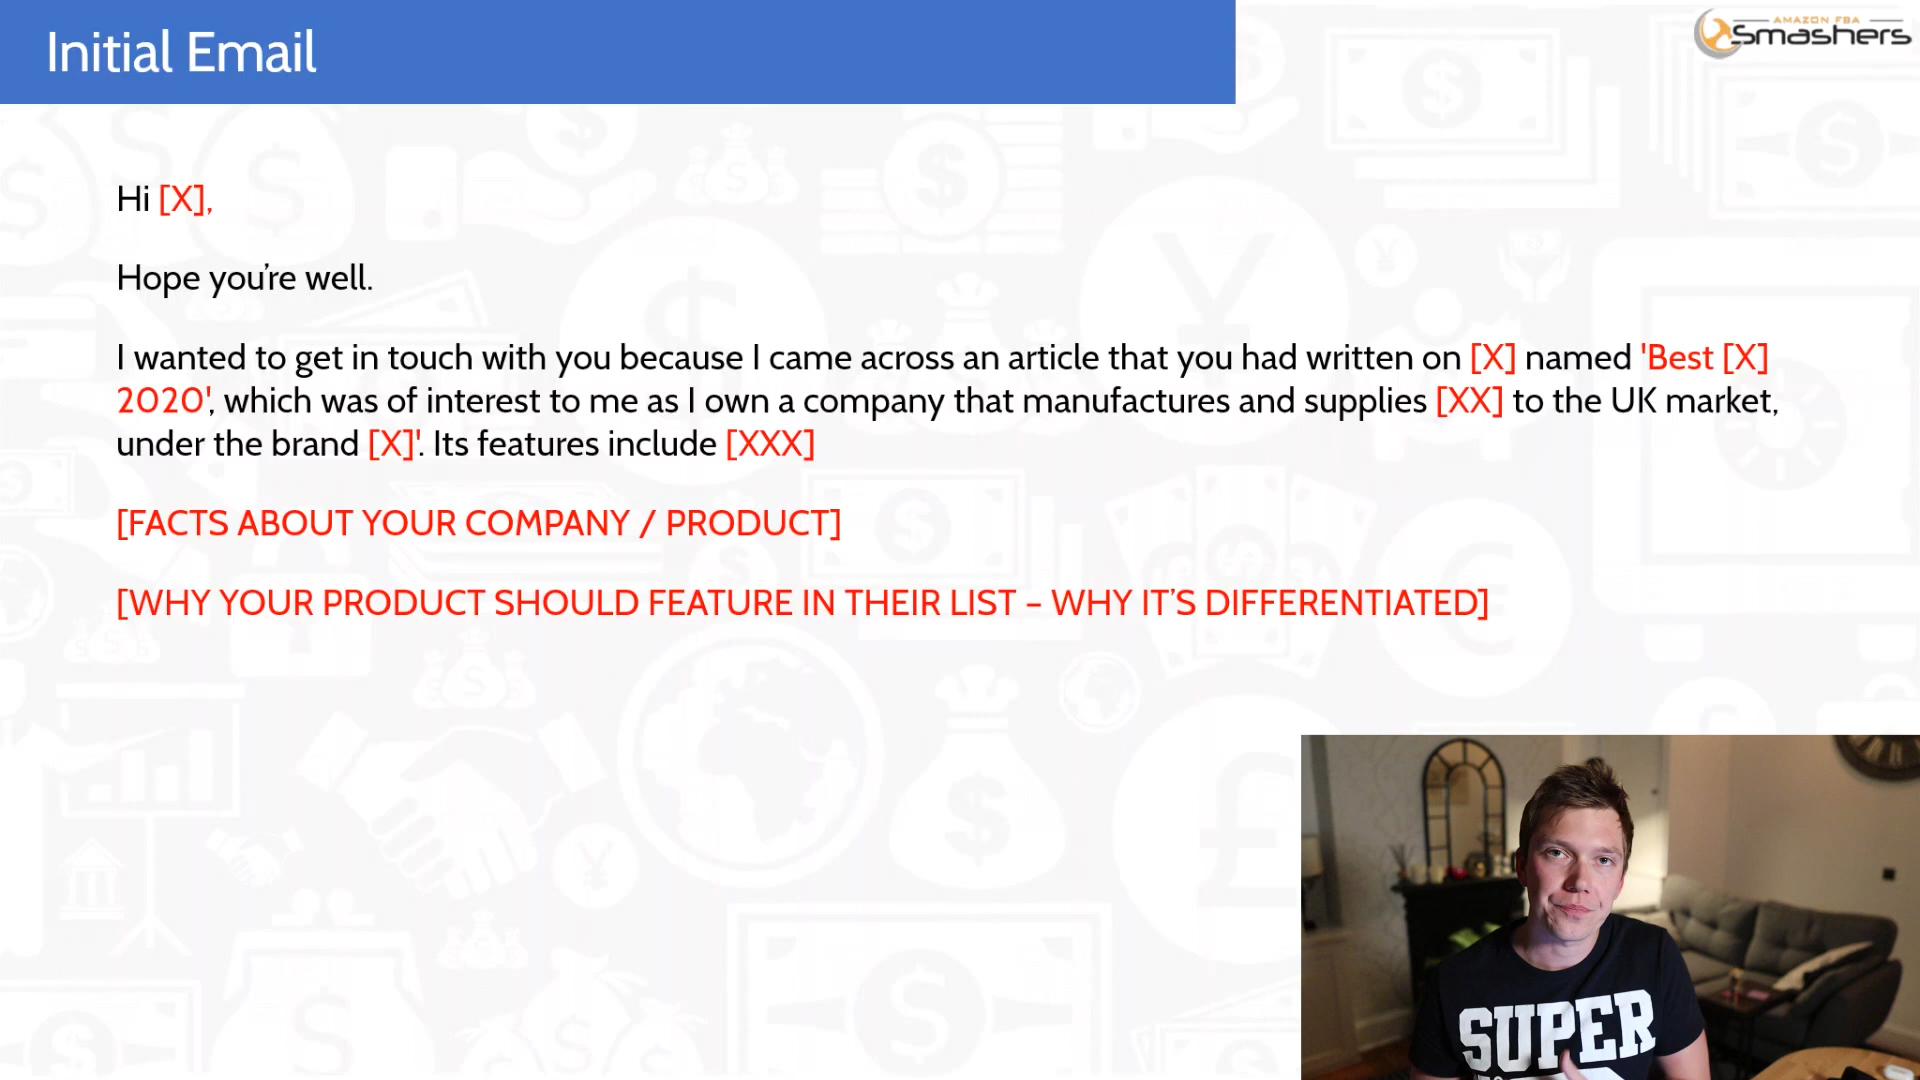 Initial Email
AMAZON FBA
Smashers
Hi [X],
Hope you're well.
I wanted to get in touch with you because I came across an article that you had written on [X] named 'Best [X]
2020', which was of interest to me as I own a company that manufactures and supplies [XX] to the UK market,
under the brand [X]'. Its features include [XXX]
[FACTS ABOUT YOUR COMPANY / PRODUCT]
[WHY YOUR PRODUCT SHOULD FEATURE IN THEIR LIST – WHY IT'S DIFFERENTIATED]
SUPER